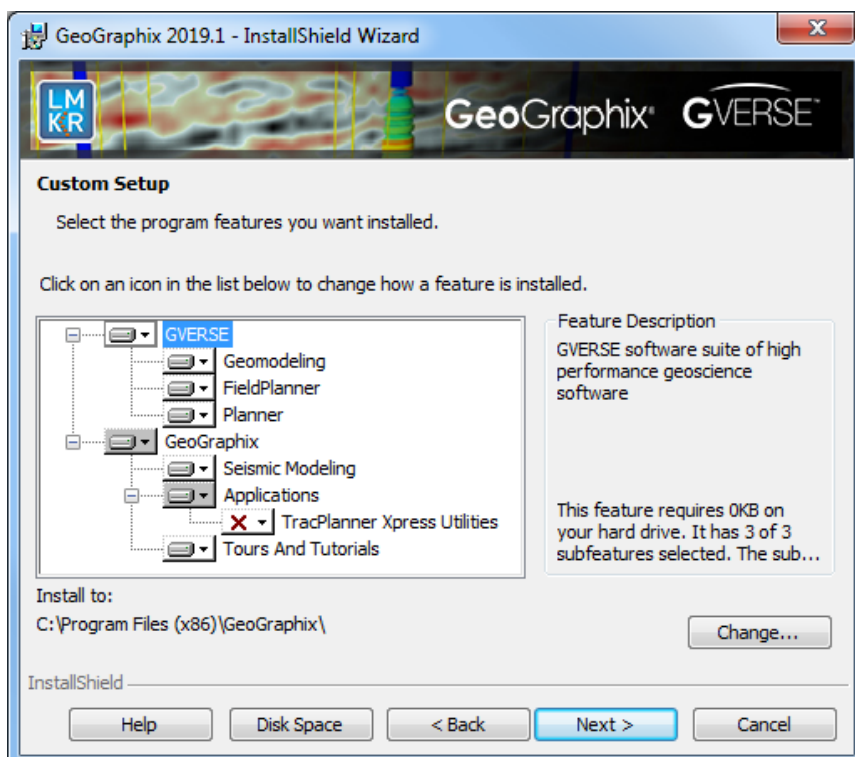 GeoGraphix 2019.1 - InstallShield Wizard
LM
KR
GeoGraphix® GVERSE™
Custom Setup
Select the program features you want installed.
Click on an icon in the list below to change how a feature is installed.
GVERSE
Geomodeling
FieldPlanner
Planner
GeoGraphix
Seismic Modeling
Applications
TracPlanner Xpress Utilities
Tours And Tutorials
Feature Description
GVERSE software suite of high
performance geoscience
software
This feature requires 0KB on
your hard drive. It has 3 of 3
subfeatures selected. The sub...
Install to:
C:\Program Files (x86)\GeoGraphix\
Change...
InstallShield
Help
Disk Space
< Back
Next >
Cancel